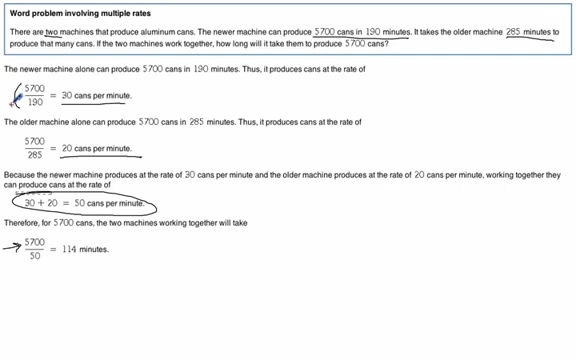 Word problem involving multiple rates
There are two machines that produce aluminum cans. The newer machine can produce 5700 cans in 190 minutes. It takes the older machine 285 minutes to
produce that many cans. If the two machines work together, how long will it take them to produce 5700 cans?
The newer machine alone can produce 5700 cans in 190 minutes. Thus, it produces cans at the rate of
5700/190 = 30 cans per minute.
The older machine alone can produce 5700 cans in 285 minutes. Thus, it produces cans at the rate of
5700/285 = 20 cans per minute.
Because the newer machine produces at the rate of 30 cans per minute and the older machine produces at the rate of 20 cans per minute, working together they
can produce cans at the rate of
30 + 20 = 50 cans per minute.
Therefore, for 5700 cans, the two machines working together will take
5700/50 = 114 minutes.